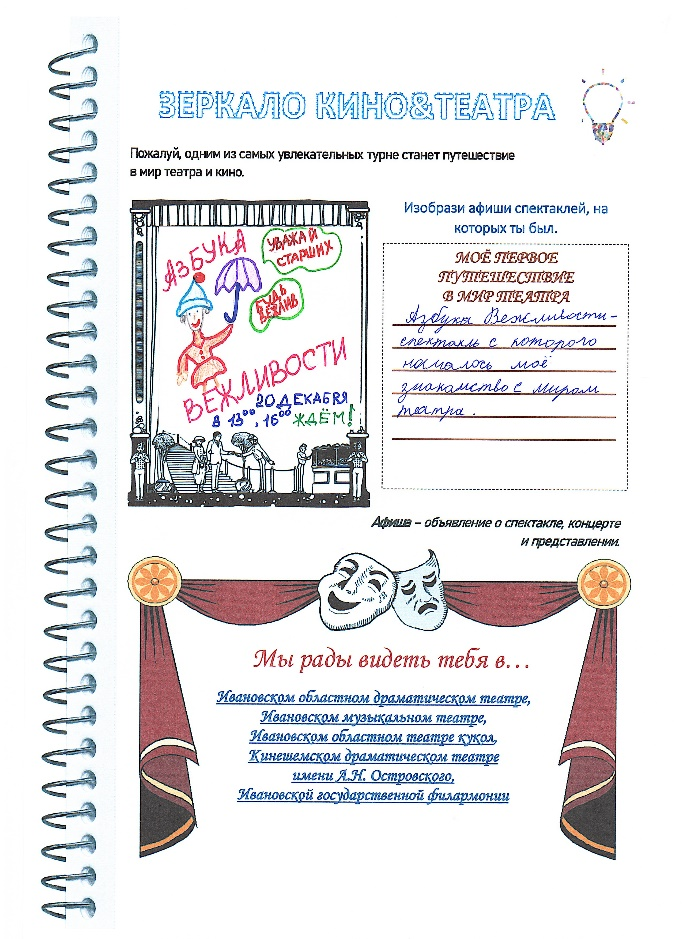 ЗЕРКАЛО КИНО&ТЕАТРА
Пожалуй, одним из самых увлекательных турне станет путешествие
в мир театра и кино.
АЗБУКА
УВАЖАЙ
СТАРШИХ
БУДЬ
ВЕЖЛИВ
ВЕЖЛИВОСТИ
20 ДЕКАБРЯ
В 13⁰⁰, 16⁰⁰ ЖДЁМ!
Изобрази афиши спектаклей, на
которых ты был.
МОЁ ПЕРВОЕ
ПУТЕШЕСТВИЕ
В МИР ТЕАТРА
Азбука Вежливости-
спектакль с которого
началось моё
знакомство с миром
театра.
Афиша – объявление о спектакле, концерте
и представлении.
Мы рады видеть тебя в…
Ивановском областном драматическом театре,
Ивановском музыкальном театре,
Ивановском областном театре кукол,
Кинешемском драматическом театре
имени А.Н. Островского,
Ивановской государственной филармонии